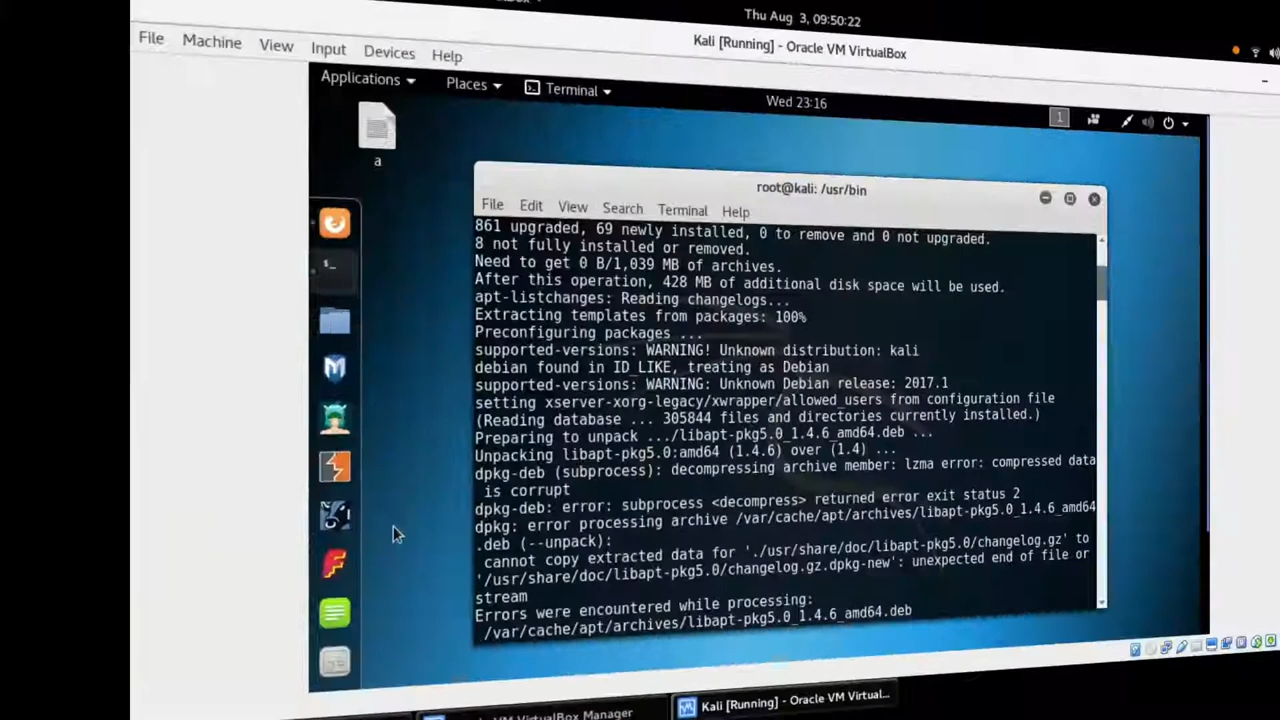 Thu Aug 3, 09:50:22
Kali [Running] - Oracle VM VirtualBox
File Machine View Input Devices Help
Applications Places Terminal
Wed 23:16
1
a
root@kali: /usr/bin
File Edit View Search Terminal Help
861 upgraded, 69 newly installed, 0 to remove and 0 not upgraded.
8 not fully installed or removed.
Need to get 0 B/1,039 MB of archives.
After this operation, 428 MB of additional disk space will be used.
apt-listchanges: Reading changelogs...
Extracting templates from packages: 100%
Preconfiguring packages ...
supported-versions: WARNING! Unknown distribution: kali
debian found in ID_LIKE, treating as Debian
supported-versions: WARNING: Unknown Debian release: 2017.1
setting xserver-xorg-legacy/xwrapper/allowed_users from configuration file
(Reading database ... 305844 files and directories currently installed.)
Preparing to unpack .../libapt-pkg5.0_1.4.6_amd64.deb ...
Unpacking libapt-pkg5.0:amd64 (1.4.6) over (1.4) ...
dpkg-deb (subprocess): decompressing archive member: lzma error: compressed data
is corrupt
dpkg-deb: error: subprocess <decompress> returned error exit status 2
dpkg: error processing archive /var/cache/apt/archives/libapt-pkg5.0_1.4.6_amd64
.deb (--unpack):
cannot copy extracted data for './usr/share/doc/libapt-pkg5.0/changelog.gz' to
'/usr/share/doc/libapt-pkg5.0/changelog.gz.dpkg-new': unexpected end of file or
stream
Errors were encountered while processing:
/var/cache/apt/archives/libapt-pkg5.0_1.4.6_amd64.deb
VM VirtualBox Manager
Kali [Running] - Oracle VM Virtual...